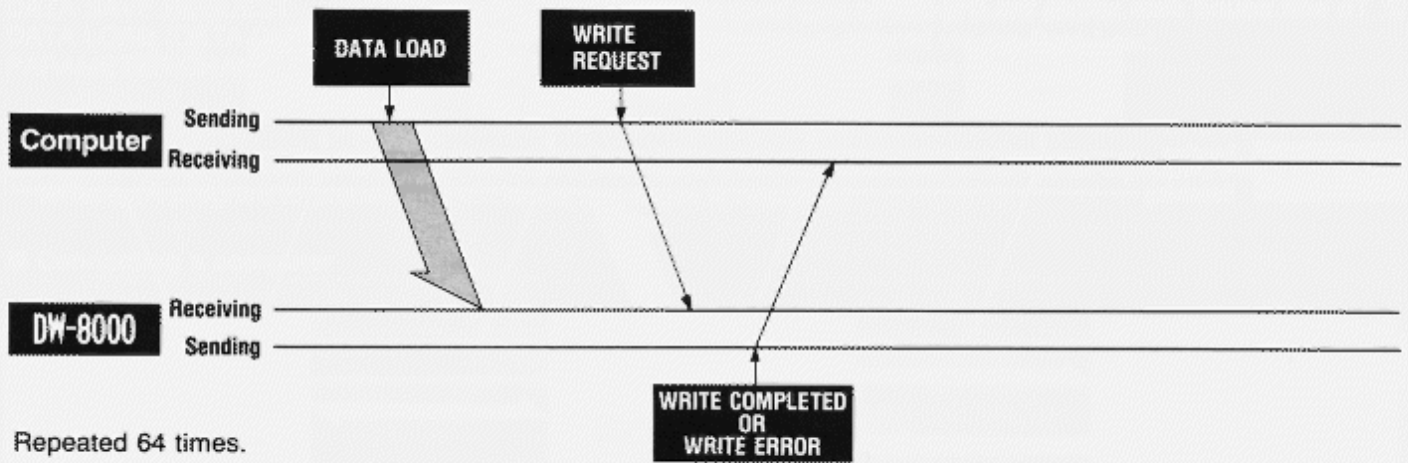 DATA LOAD
WRITE
REQUEST
Computer
Sending
Receiving
DW-8000
Receiving
Sending
WRITE COMPLETED
OR
WRITE ERROR
Repeated 64 times.